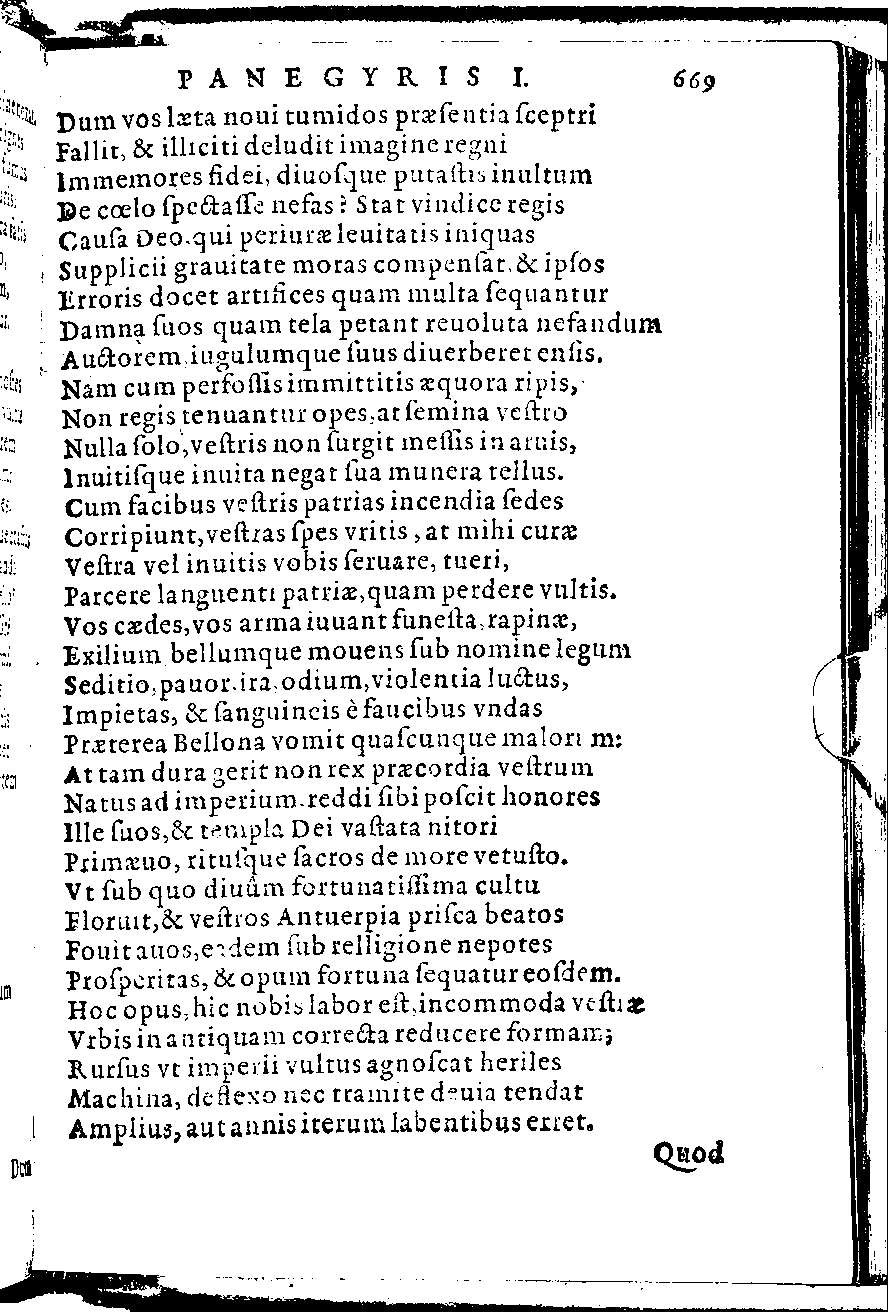 PANEGYRIS I. 669
Dum vos læta noui tumidos præſentia ſceptri
Fallit, & illiciti deludit imagine regni
Immemores fidei, diuoſque putaſtis inultum
De cœlo ſpectaſſe nefas? Stat vindice regis
Cauſa Deo, qui periuræ leuitatis iniquas
Supplicii grauitate moras compenſat, & ipſos
Erroris docet artifices quam multa ſequantur
Damna ſuos quam tela petant reuoluta nefandum
Auctorem, iugulumque ſuus diuerberet enſis.
Nam cum perfoſſis immittitis æquora ripis,
Non regis tenuantur opes, at ſemina veſtro
Nulla ſolo, veſtris non ſurgit meſſis in aruis,
Inuitiſque inuita negat ſua munera tellus.
Cum facibus veſtris patrias incendia ſedes
Corripiunt, veſtras ſpes vritis, at mihi curæ
Veſtra vel inuitis vobis ſeruare, tueri,
Parcere languenti patriæ, quam perdere vultis.
Vos cædes, vos arma iuuant funeſta, rapinæ,
Exilium bellumque mouens ſub nomine legum
Seditio, pauor, ira, odium, violentia luctus,
Impietas, & ſanguineis è faucibus vndas
Præterea Bellona vomit quaſcunque malorum:
At tam dura gerit non rex præcordia veſtrum
Natus ad imperium, reddi ſibi poſcit honores
Ille ſuos, & templa Dei vaſtata nitori
Primæuo, rituſque ſacros de more vetuſto.
Vt ſub quo diuûm fortunatiſſima cultu
Floruit, & veſtros Antuerpia priſca beatos
Fouit auos, eadem ſub relligione nepotes
Proſperitas, & opum fortuna ſequatur eoſdem.
Hoc opus, hic nobis labor eſt, incommoda veſtræ
Vrbis in antiquam correcta reducere formam;
Rurſus vt imperii vultus agnoſcat heriles
Machina, deflexo nec tramite deuia tendat
Amplius, aut annis iterum labentibus erret.
Quod